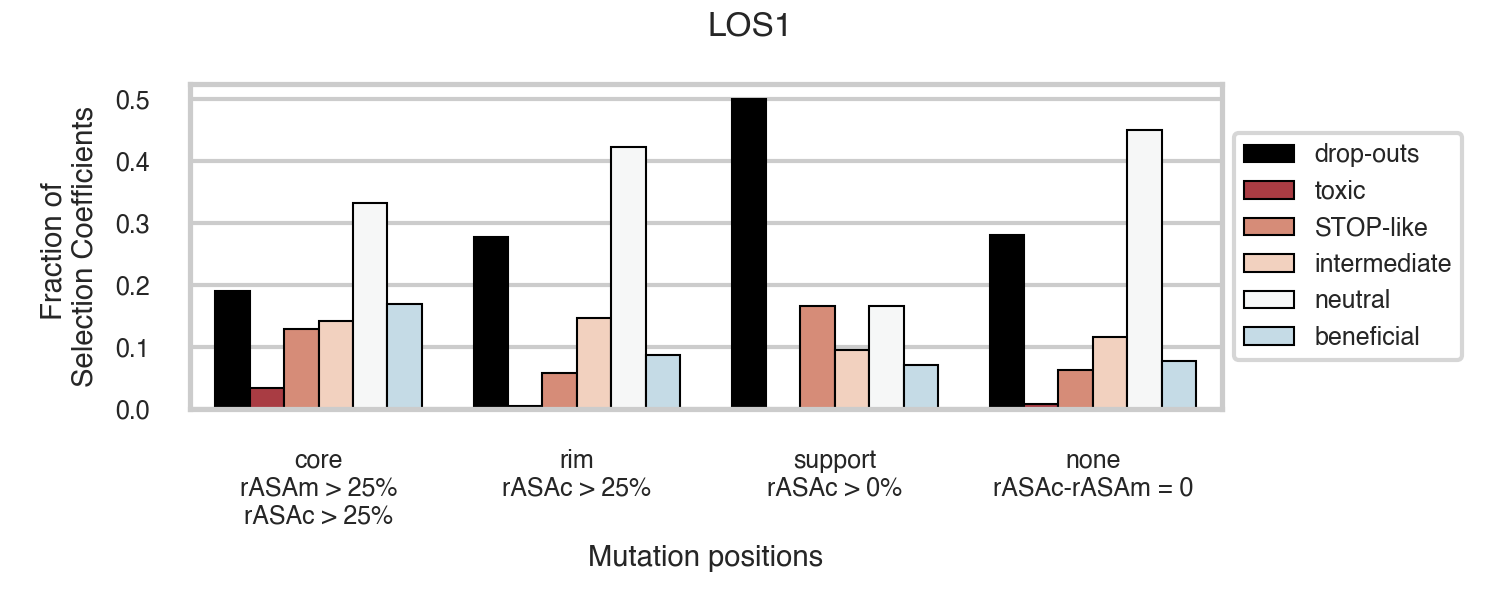 LOS1
Fraction of
Selection Coefficients
0.5
0.4
0.3
0.2
0.1
0.0
core
rASAm > 25%
rASAc > 25%
rim
rASAc > 25%
support
rASAc > 0%
none
rASAc-rASAm = 0
Mutation positions
drop-outs
toxic
STOP-like
intermediate
neutral
beneficial